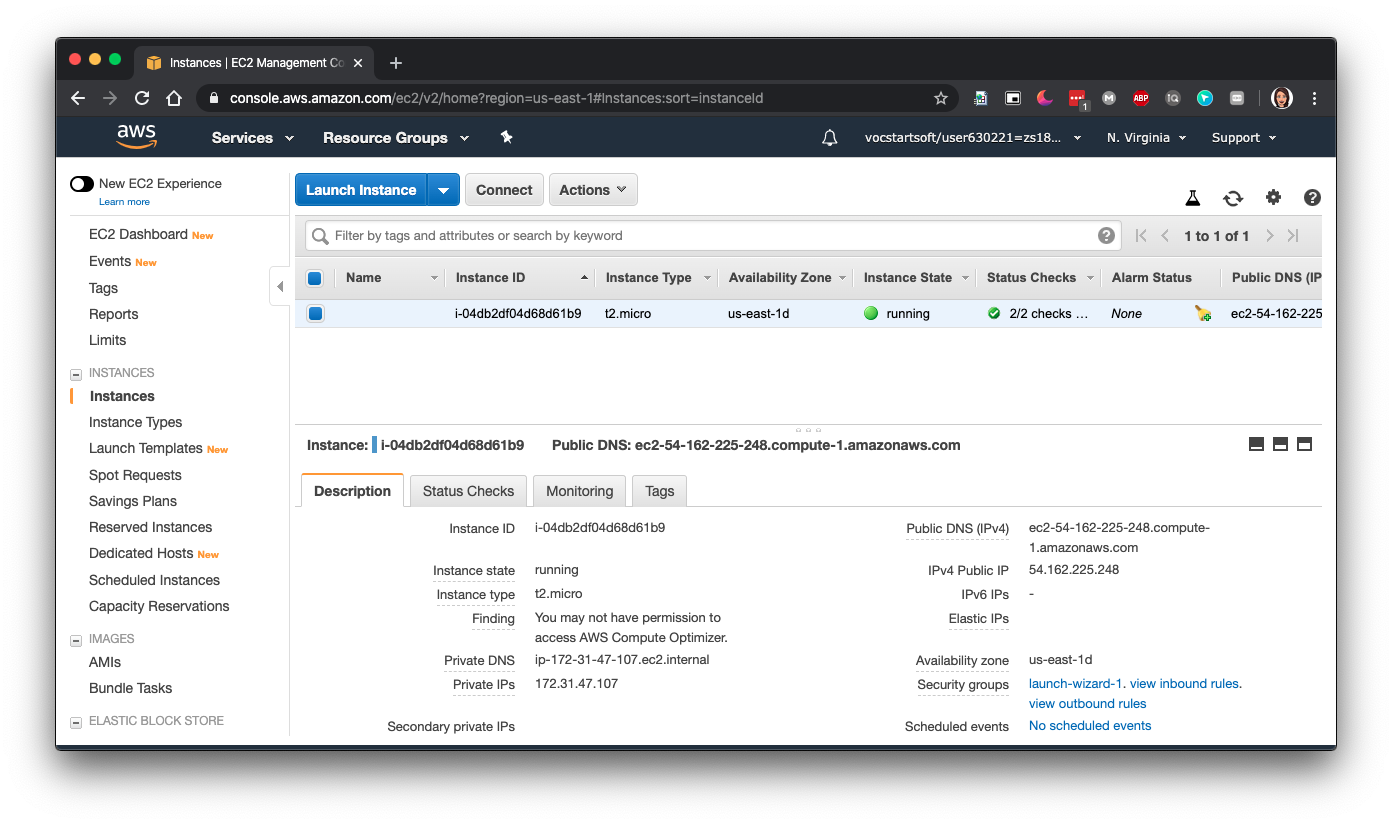 Instances | EC2 Management Co
console.aws.amazon.com/ec2/v2/home?region=us-east-1#Instances:sort=instanceId
1
ABP
aws
Services
Resource Groups
vocstartsoft/user630221=zs18...
N. Virginia
Support
New EC2 Experience
Learn more
EC2 Dashboard New
Events New
Tags
Reports
Limits
INSTANCES
Instances
Instance Types
Launch Templates New
Spot Requests
Savings Plans
Reserved Instances
Dedicated Hosts New
Scheduled Instances
Capacity Reservations
IMAGES
AMIs
Bundle Tasks
ELASTIC BLOCK STORE
Launch Instance
Connect
Actions
Filter by tags and attributes or search by keyword
1 to 1 of 1
Name Instance ID Instance Type Availability Zone Instance State Status Checks Alarm Status Public DNS (IP
i-04db2df04d68d61b9 t2.micro us-east-1d running 2/2 checks ... None ec2-54-162-225
Instance: i-04db2df04d68d61b9 Public DNS: ec2-54-162-225-248.compute-1.amazonaws.com
Description Status Checks Monitoring Tags
Instance ID i-04db2df04d68d61b9
Instance state running
Instance type t2.micro
Finding You may not have permission to
access AWS Compute Optimizer.
Private DNS ip-172-31-47-107.ec2.internal
Private IPs 172.31.47.107
Secondary private IPs
Public DNS (IPv4) ec2-54-162-225-248.compute-
1.amazonaws.com
IPv4 Public IP 54.162.225.248
IPv6 IPs -
Elastic IPs
Availability zone us-east-1d
Security groups launch-wizard-1. view inbound rules.
view outbound rules
Scheduled events No scheduled events